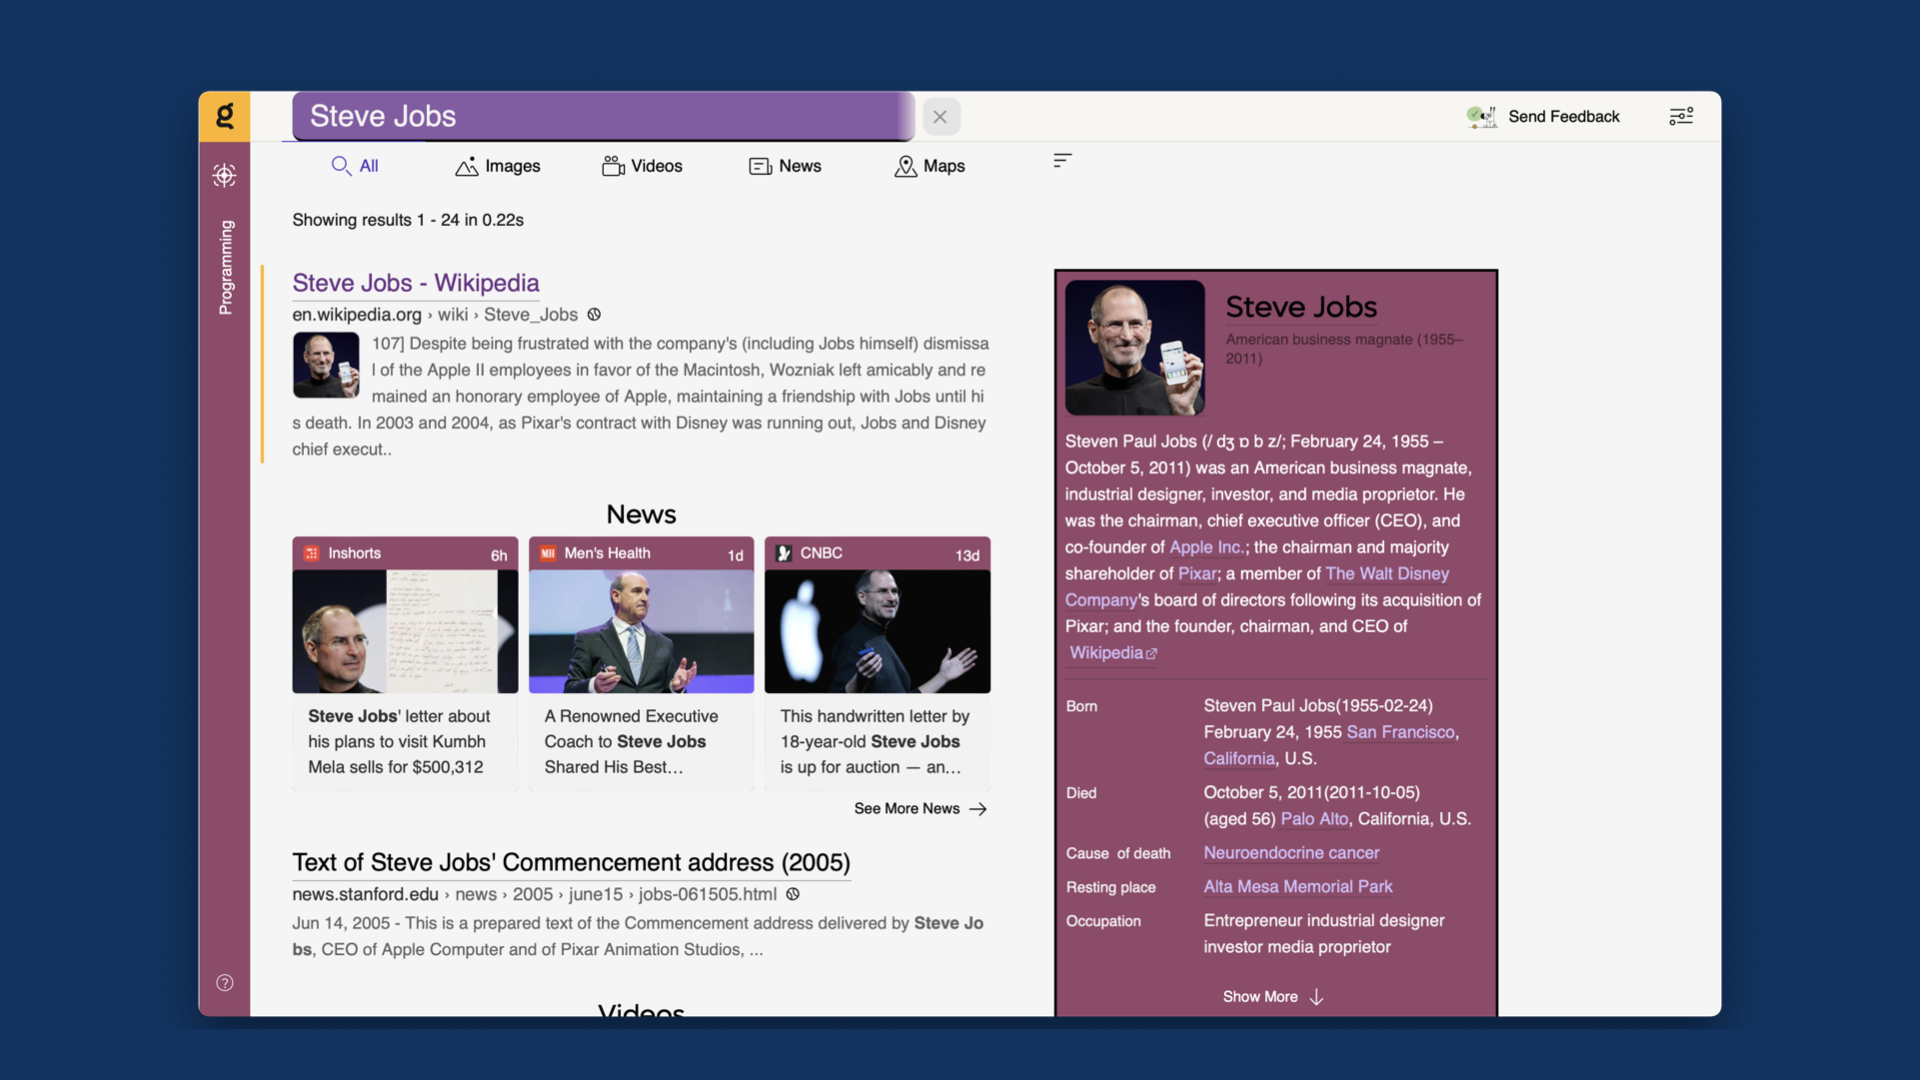 g
Steve Jobs
Send Feedback
All
Images
Videos
News
Maps
Programming
Showing results 1 - 24 in 0.22s
Steve Jobs - Wikipedia
en.wikipedia.org › wiki › Steve_Jobs
107] Despite being frustrated with the company's (including Jobs himself) dismissa
l of the Apple II employees in favor of the Macintosh, Wozniak left amicably and re
mained an honorary employee of Apple, maintaining a friendship with Jobs until hi
s death. In 2003 and 2004, as Pixar's contract with Disney was running out, Jobs and Disney
chief execut..
News
Inshorts 6h
Steve Jobs' letter about
his plans to visit Kumbh
Mela sells for $500,312
MH Men's Health 1d
A Renowned Executive
Coach to Steve Jobs
Shared His Best...
CNBC 13d
This handwritten letter by
18-year-old Steve Jobs
is up for auction — an...
See More News
Text of Steve Jobs' Commencement address (2005)
news.stanford.edu › news › 2005 › june15 › jobs-061505.html
Jun 14, 2005 - This is a prepared text of the Commencement address delivered by Steve Jo
bs, CEO of Apple Computer and of Pixar Animation Studios, ...
Videos
Steve Jobs
American business magnate (1955–
2011)
Steven Paul Jobs (/ dʒ ɒ b z/; February 24, 1955 –
October 5, 2011) was an American business magnate,
industrial designer, investor, and media proprietor. He
was the chairman, chief executive officer (CEO), and
co-founder of Apple Inc.; the chairman and majority
shareholder of Pixar; a member of The Walt Disney
Company's board of directors following its acquisition of
Pixar; and the founder, chairman, and CEO of
Wikipedia
Born Steven Paul Jobs(1955-02-24)
February 24, 1955 San Francisco,
California, U.S.
Died October 5, 2011(2011-10-05)
(aged 56) Palo Alto, California, U.S.
Cause of death Neuroendocrine cancer
Resting place Alta Mesa Memorial Park
Occupation Entrepreneur industrial designer
investor media proprietor
Show More